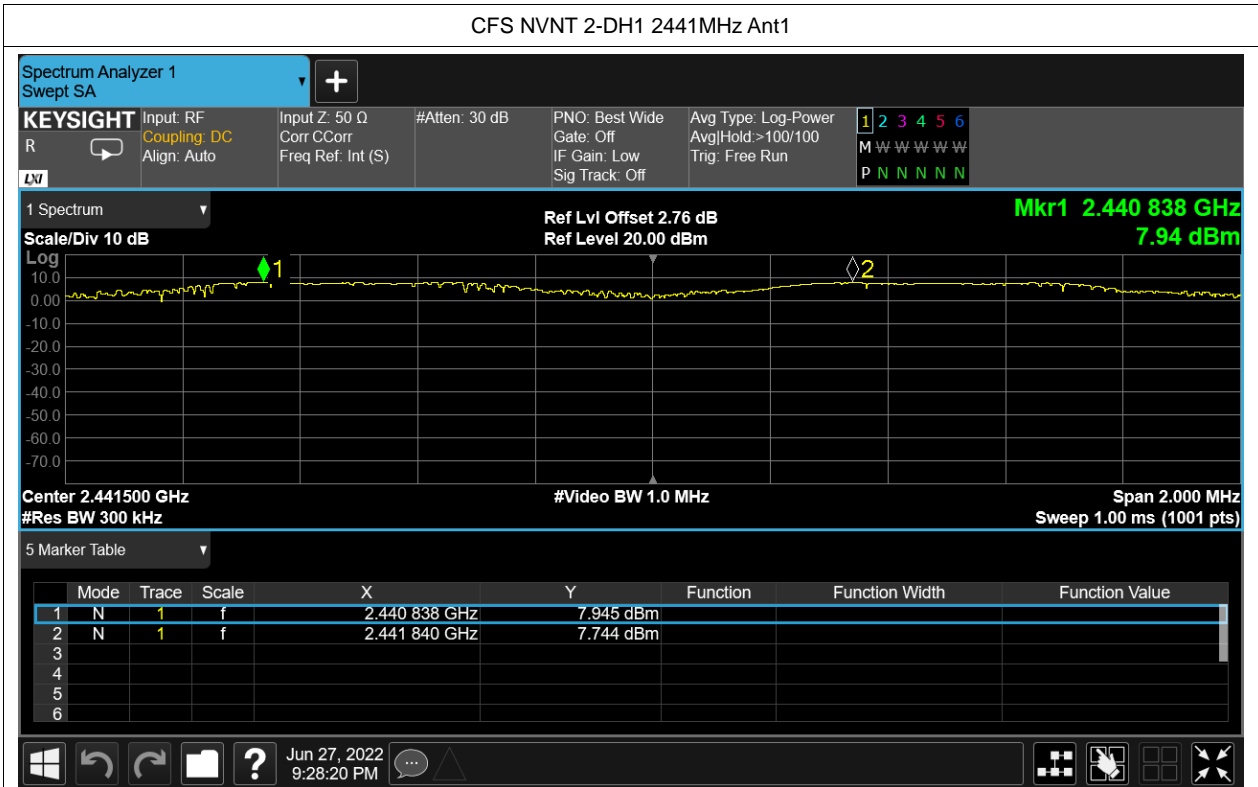 CFS NVNT 2-DH1 2441MHz Ant1
Spectrum Analyzer 1
Swept SA
KEYSIGHT
R
LXI
Input: RF
Coupling: DC
Align: Auto
Input Z: 50 Ω
Corr CCorr
Freq Ref: Int (S)
#Atten: 30 dB
PNO: Best Wide
Gate: Off
IF Gain: Low
Sig Track: Off
Avg Type: Log-Power
Avg|Hold:>100/100
Trig: Free Run
1 2 3 4 5 6
M W W W W W
P N N N N N
1 Spectrum
Scale/Div 10 dB
Ref Lvl Offset 2.76 dB
Ref Level 20.00 dBm
Mkr1 2.440 838 GHz
7.94 dBm
Log
10.0
0.00
-10.0
-20.0
-30.0
-40.0
-50.0
-60.0
-70.0
1
2
Center 2.441500 GHz
#Video BW 1.0 MHz
Span 2.000 MHz
#Res BW 300 kHz
Sweep 1.00 ms (1001 pts)
5 Marker Table
Mode Trace Scale X Y Function Function Width Function Value
1 N 1 f 2.440 838 GHz 7.945 dBm
2 N 1 f 2.441 840 GHz 7.744 dBm
3
4
5
6
?
Jun 27, 2022
9:28:20 PM